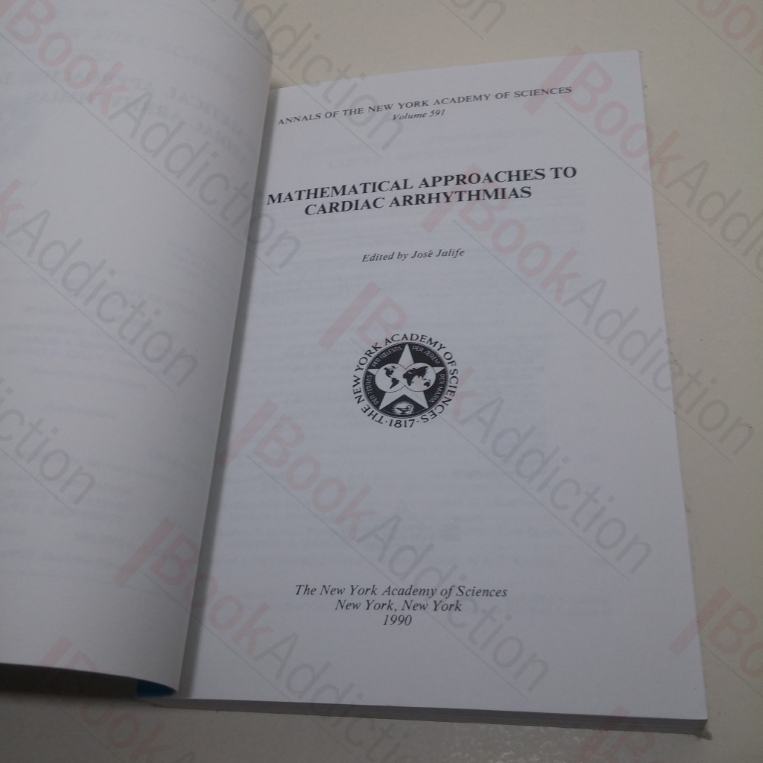 ANNALS OF THE NEW YORK ACADEMY OF SCIENCES
Volume 591
MATHEMATICAL APPROACHES TO
CARDIAC ARRHYTHMIAS
Edited by José Jalife
THE NEW YORK ACADEMY OF SCIENCES
·1817·
The New York Academy of Sciences
New York, New York
1990
BookAddiction